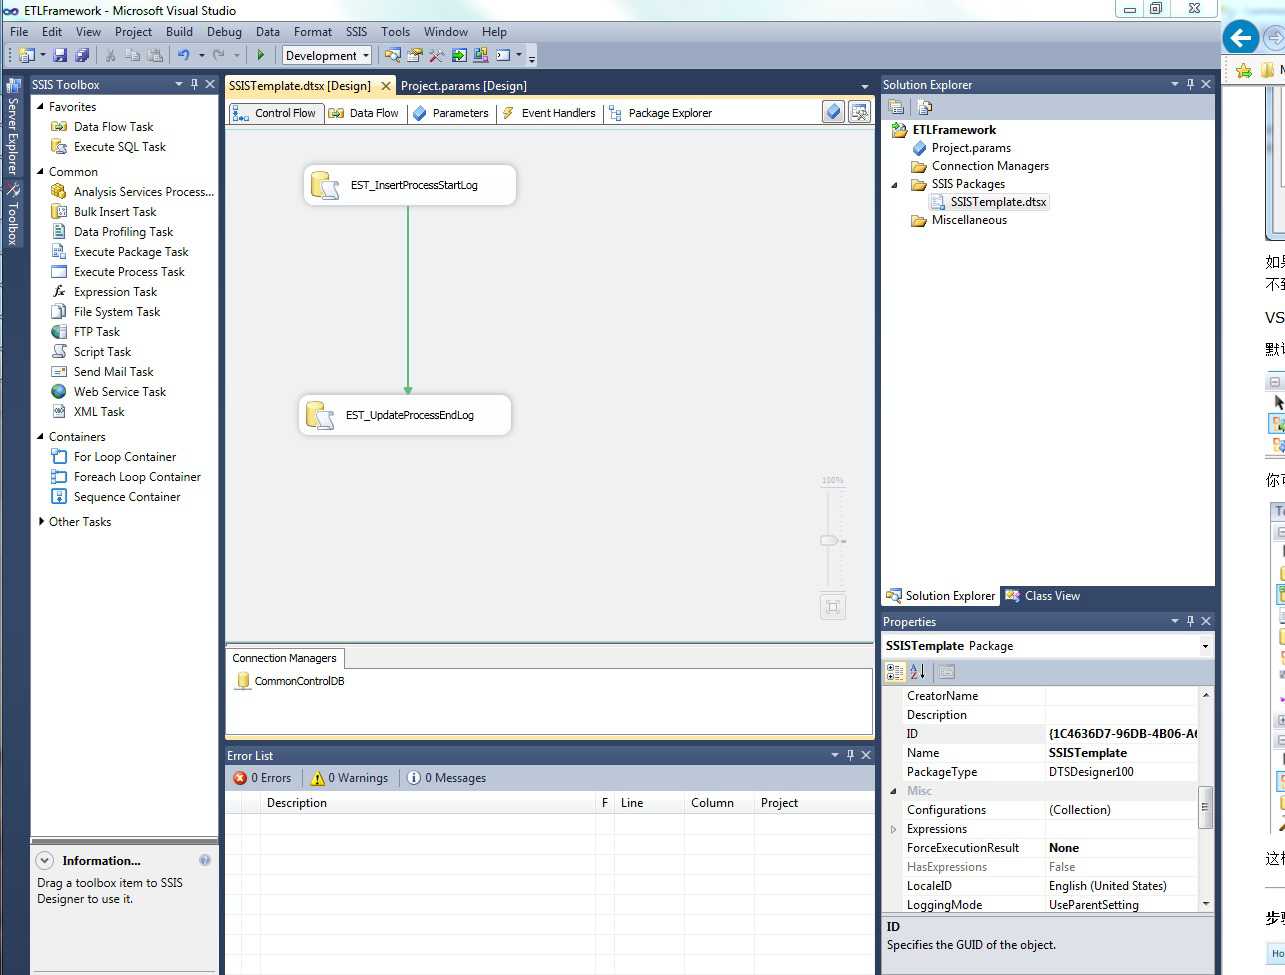 ETLFramework - Microsoft Visual Studio
File Edit View Project Build Debug Data Format SSIS Tools Window Help
Development
Server Explorer
Toolbox
SSIS Toolbox
Favorites
Data Flow Task
Execute SQL Task
Common
Analysis Services Process...
Bulk Insert Task
Data Profiling Task
Execute Package Task
Execute Process Task
Expression Task
File System Task
FTP Task
Script Task
Send Mail Task
Web Service Task
XML Task
Containers
For Loop Container
Foreach Loop Container
Sequence Container
Other Tasks
Information...
Drag a toolbox item to SSIS
Designer to use it.
SSISTemplate.dtsx [Design] Project.params [Design]
Control Flow Data Flow Parameters Event Handlers Package Explorer
EST_InsertProcessStartLog
EST_UpdateProcessEndLog
100%
Connection Managers
CommonControlDB
Error List
0 Errors 0 Warnings 0 Messages
Description F Line Column Project
Solution Explorer
ETLFramework
Project.params
Connection Managers
SSIS Packages
SSISTemplate.dtsx
Miscellaneous
Solution Explorer Class View
Properties
SSISTemplate Package
CreatorName
Description
ID {1C4636D7-96DB-4B06-A6
Name SSISTemplate
PackageType DTSDesigner100
Misc
Configurations (Collection)
Expressions
ForceExecutionResult None
HasExpressions False
LocaleID English (United States)
LoggingMode UseParentSetting
ID
Specifies the GUID of the object.
如
不
VS
默
你
To
这
步
Ho